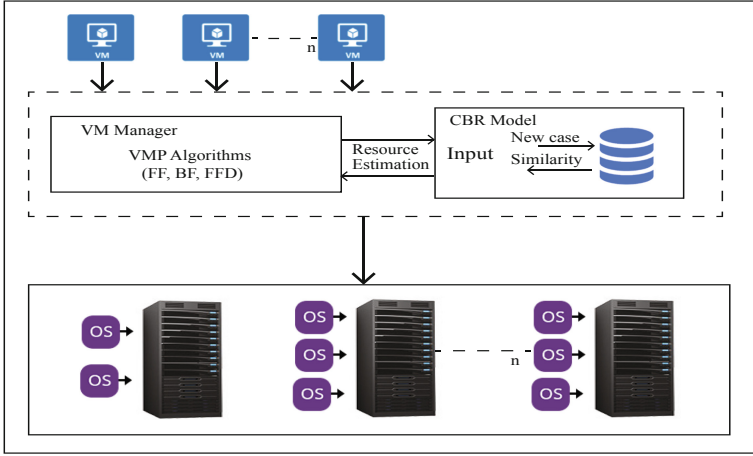 VM
VM
n
VM
VM Manager
VMP Algorithms
(FF, BF, FFD)
Resource
Estimation
CBR Model
Input
New case
Similarity
OS
OS
OS
OS
OS
n
OS
OS
OS